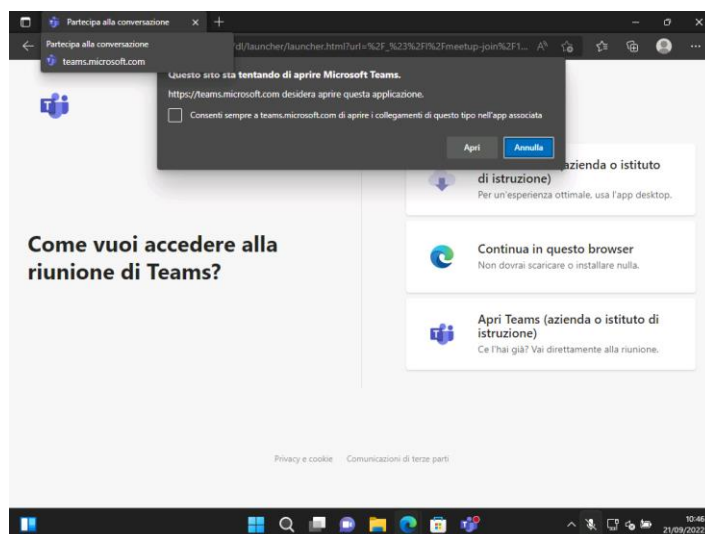 Partecipa alla conversazione
Partecipa alla conversazione
teams.microsoft.com
/dl/launcher/launcher.html?url=%2F_%23%2Fl%2Fmeetup-join%2F1...
Questo sito sta tentando di aprire Microsoft Teams.
https://teams.microsoft.com desidera aprire questa applicazione.
Consenti sempre a teams.microsoft.com di aprire i collegamenti di questo tipo nell'app associata
Apri
Annulla
(azienda o istituto
di istruzione)
Per un'esperienza ottimale, usa l'app desktop.
Come vuoi accedere alla
riunione di Teams?
Continua in questo browser
Non dovrai scaricare o installare nulla.
Apri Teams (azienda o istituto di
istruzione)
Ce l'hai già? Vai direttamente alla riunione.
Privacy e cookie Comunicazioni di terze parti
10:46
21/09/2022